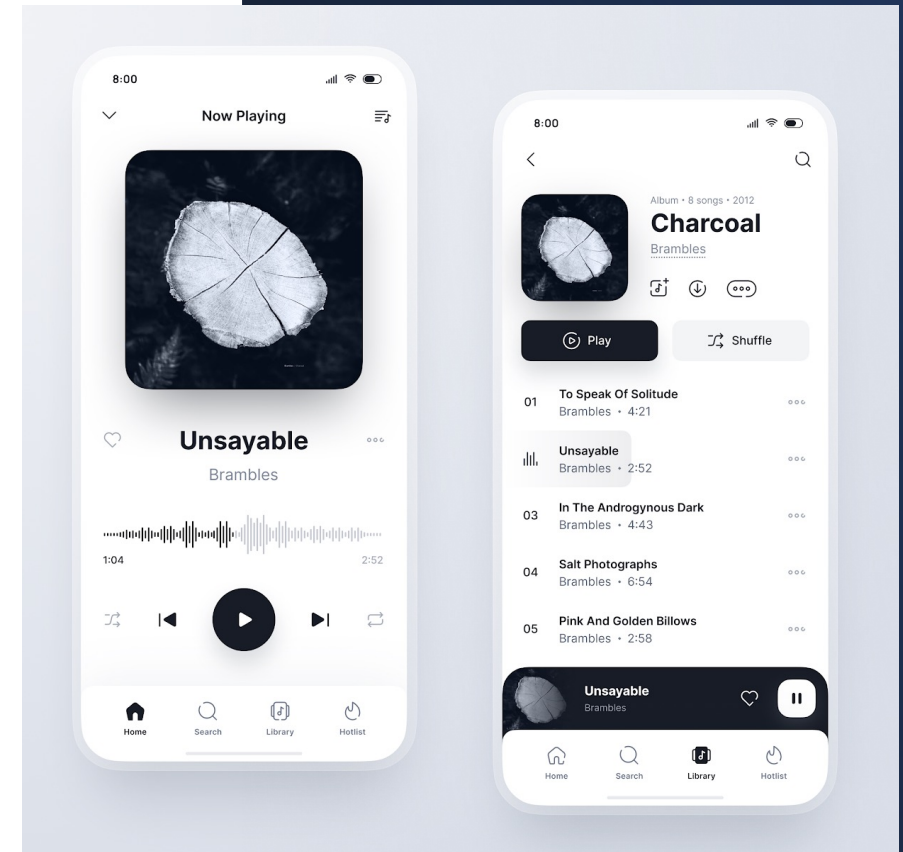 8:00
Now Playing
Unsayable
Brambles
1:04
2:52
Home
Search
Library
Hotlist
8:00
Album • 8 songs • 2012
Charcoal
Brambles
Play
Shuffle
01
To Speak Of Solitude
Brambles • 4:21
Unsayable
Brambles • 2:52
03
In The Androgynous Dark
Brambles • 4:43
04
Salt Photographs
Brambles • 6:54
05
Pink And Golden Billows
Brambles • 2:58
Unsayable
Brambles
Home
Search
Library
Hotlist